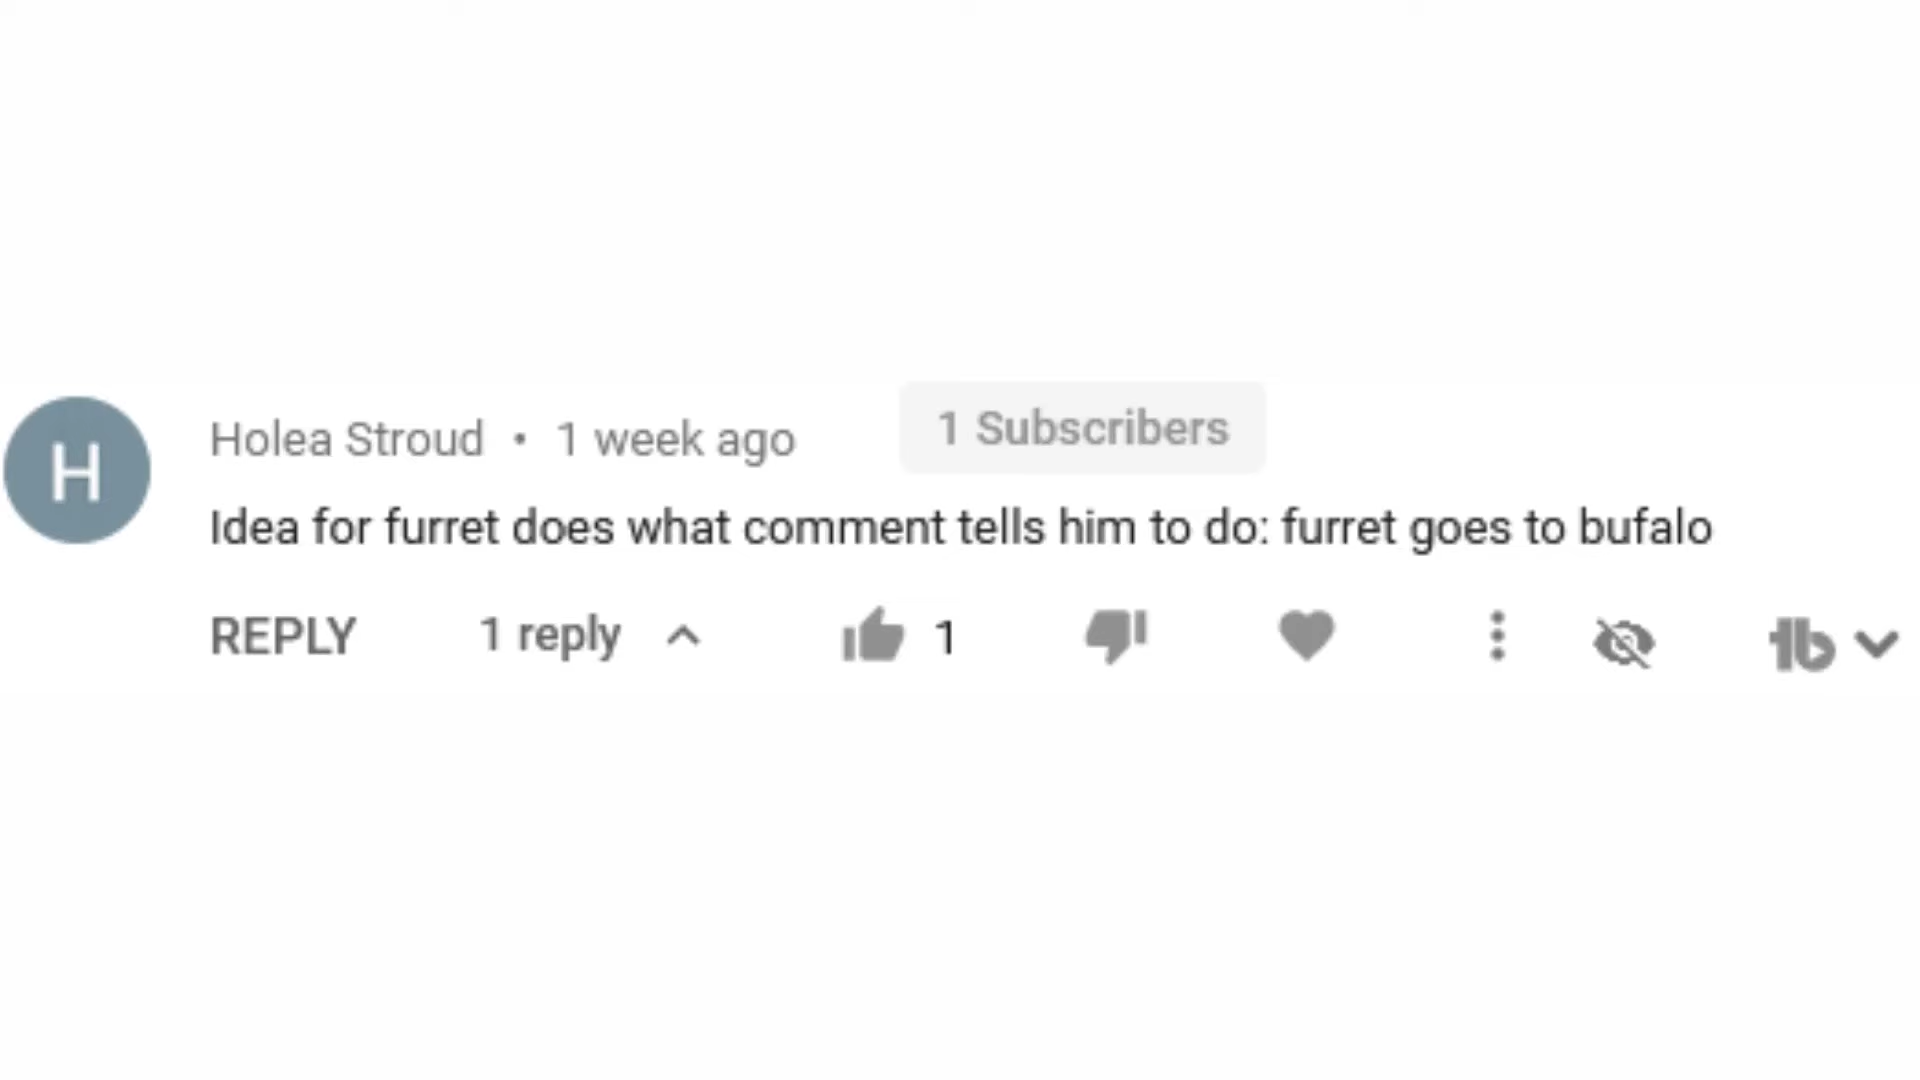 H
Holea Stroud • 1 week ago 1 Subscribers
Idea for furret does what comment tells him to do: furret goes to bufalo
REPLY 1 reply 1 tb